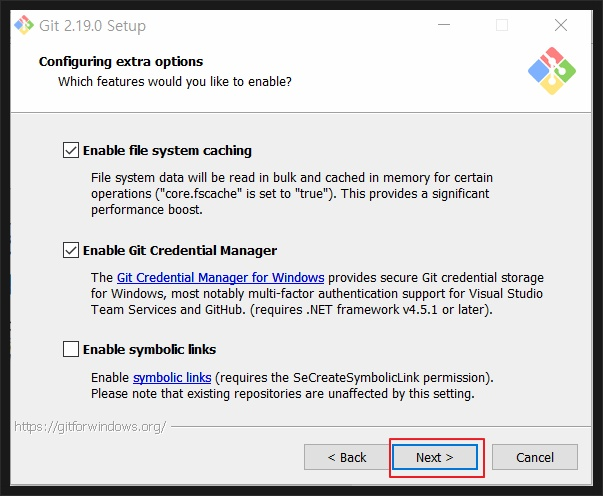 Git 2.19.0 Setup
Configuring extra options
Which features would you like to enable?
Enable file system caching
File system data will be read in bulk and cached in memory for certain
operations ("core.fscache" is set to "true"). This provides a significant
performance boost.
Enable Git Credential Manager
The Git Credential Manager for Windows provides secure Git credential storage
for Windows, most notably multi-factor authentication support for Visual Studio
Team Services and GitHub. (requires .NET framework v4.5.1 or later).
Enable symbolic links
Enable symbolic links (requires the SeCreateSymbolicLink permission).
Please note that existing repositories are unaffected by this setting.
https://gitforwindows.org/
< Back Next > Cancel